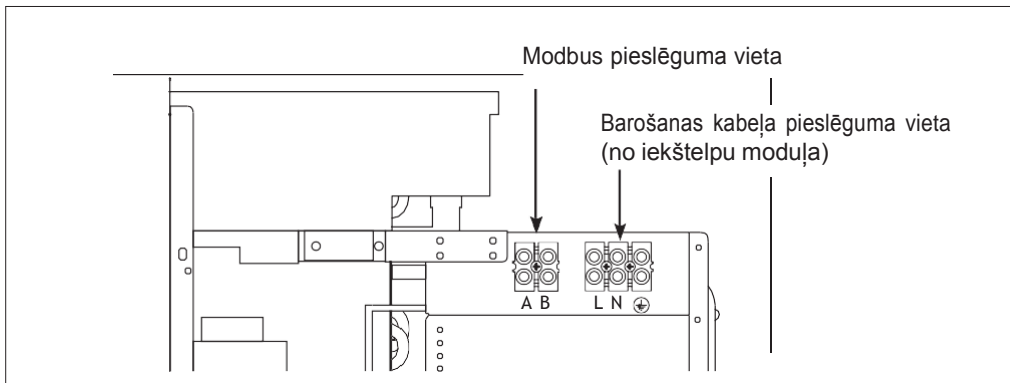 Modbus pieslēguma vieta
Barošanas kabeļa pieslēguma vieta
(no iekštelpu moduļa)
A B L N